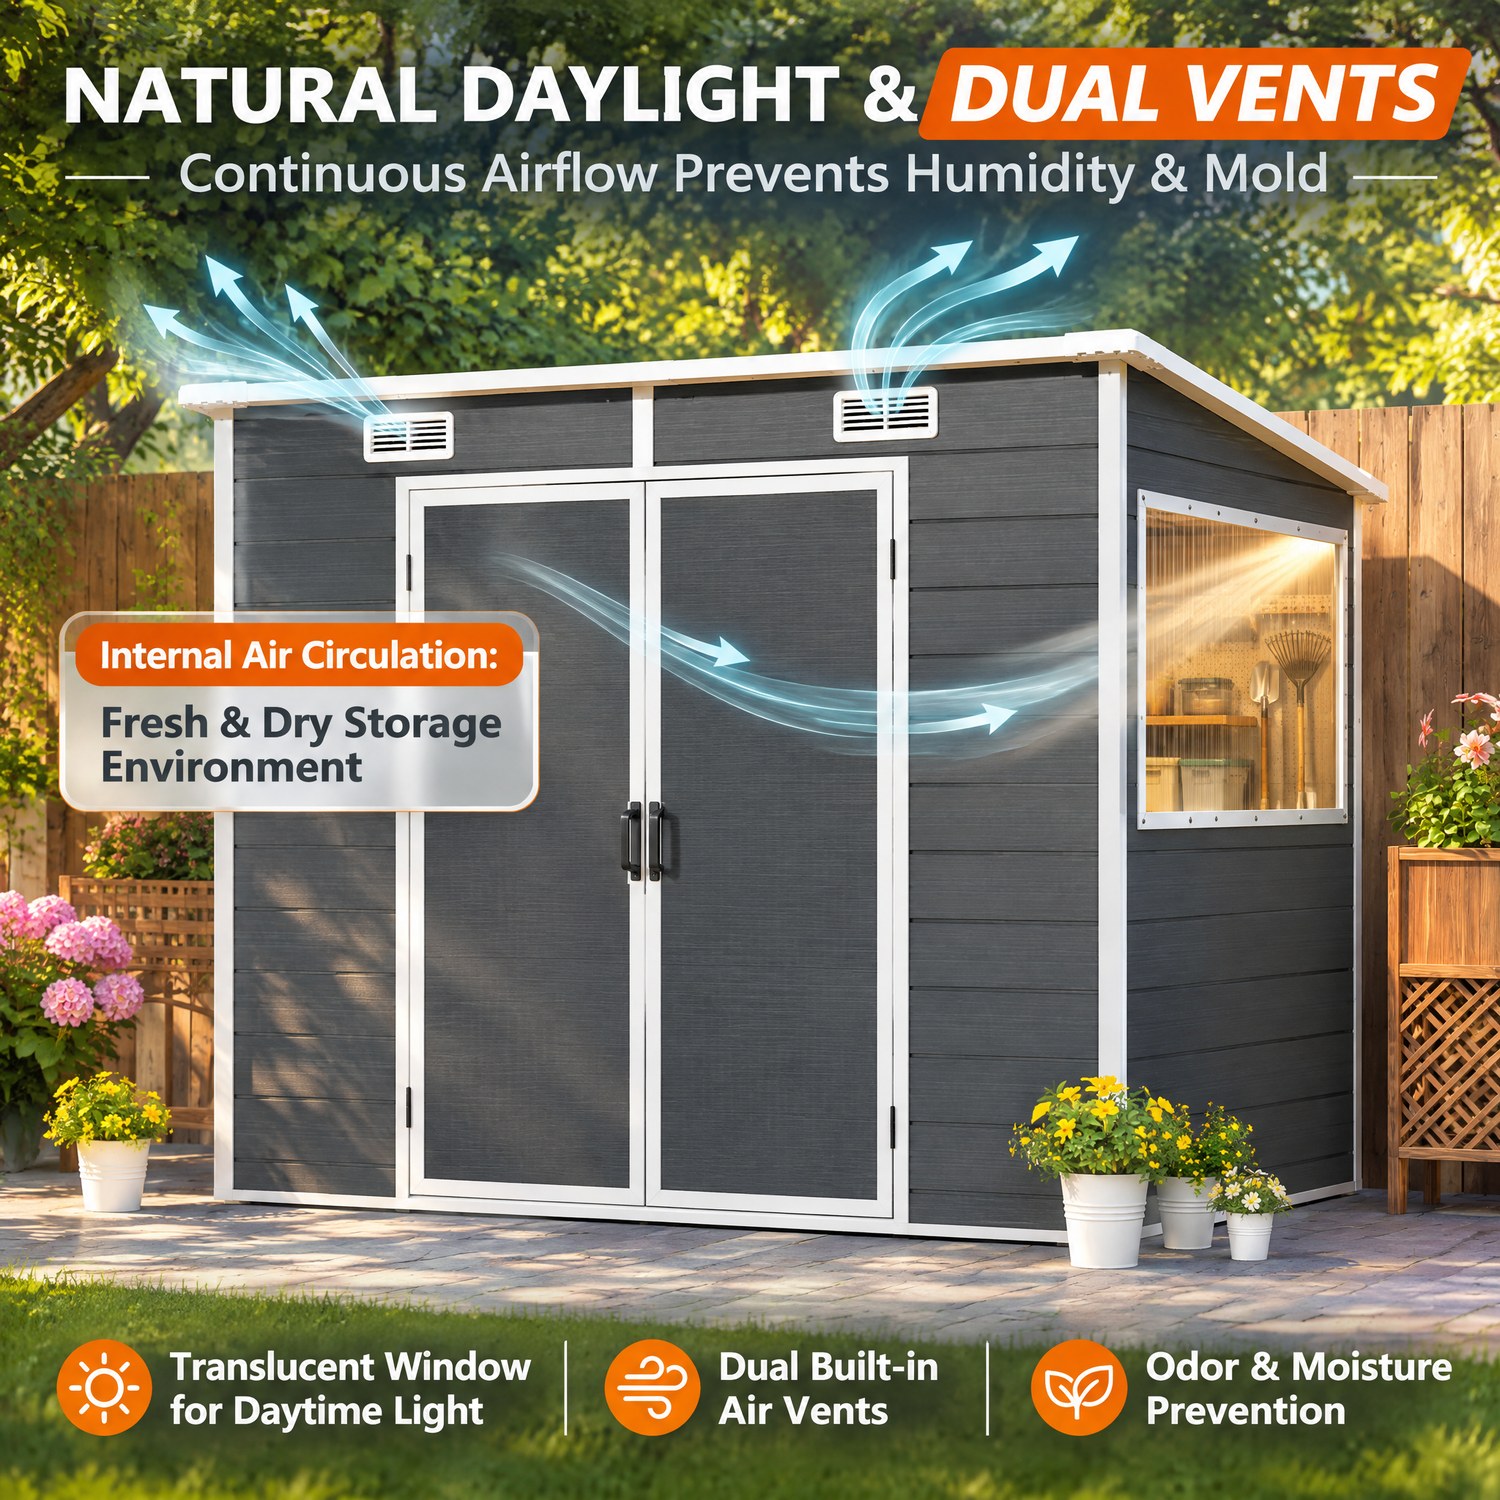 NATURAL DAYLIGHT & DUAL VENTS
Continuous Airflow Prevents Humidity & Mold
Internal Air Circulation:
Fresh & Dry Storage
Environment
Translucent Window
for Daytime Light
Dual Built-in
Air Vents
Odor & Moisture
Prevention